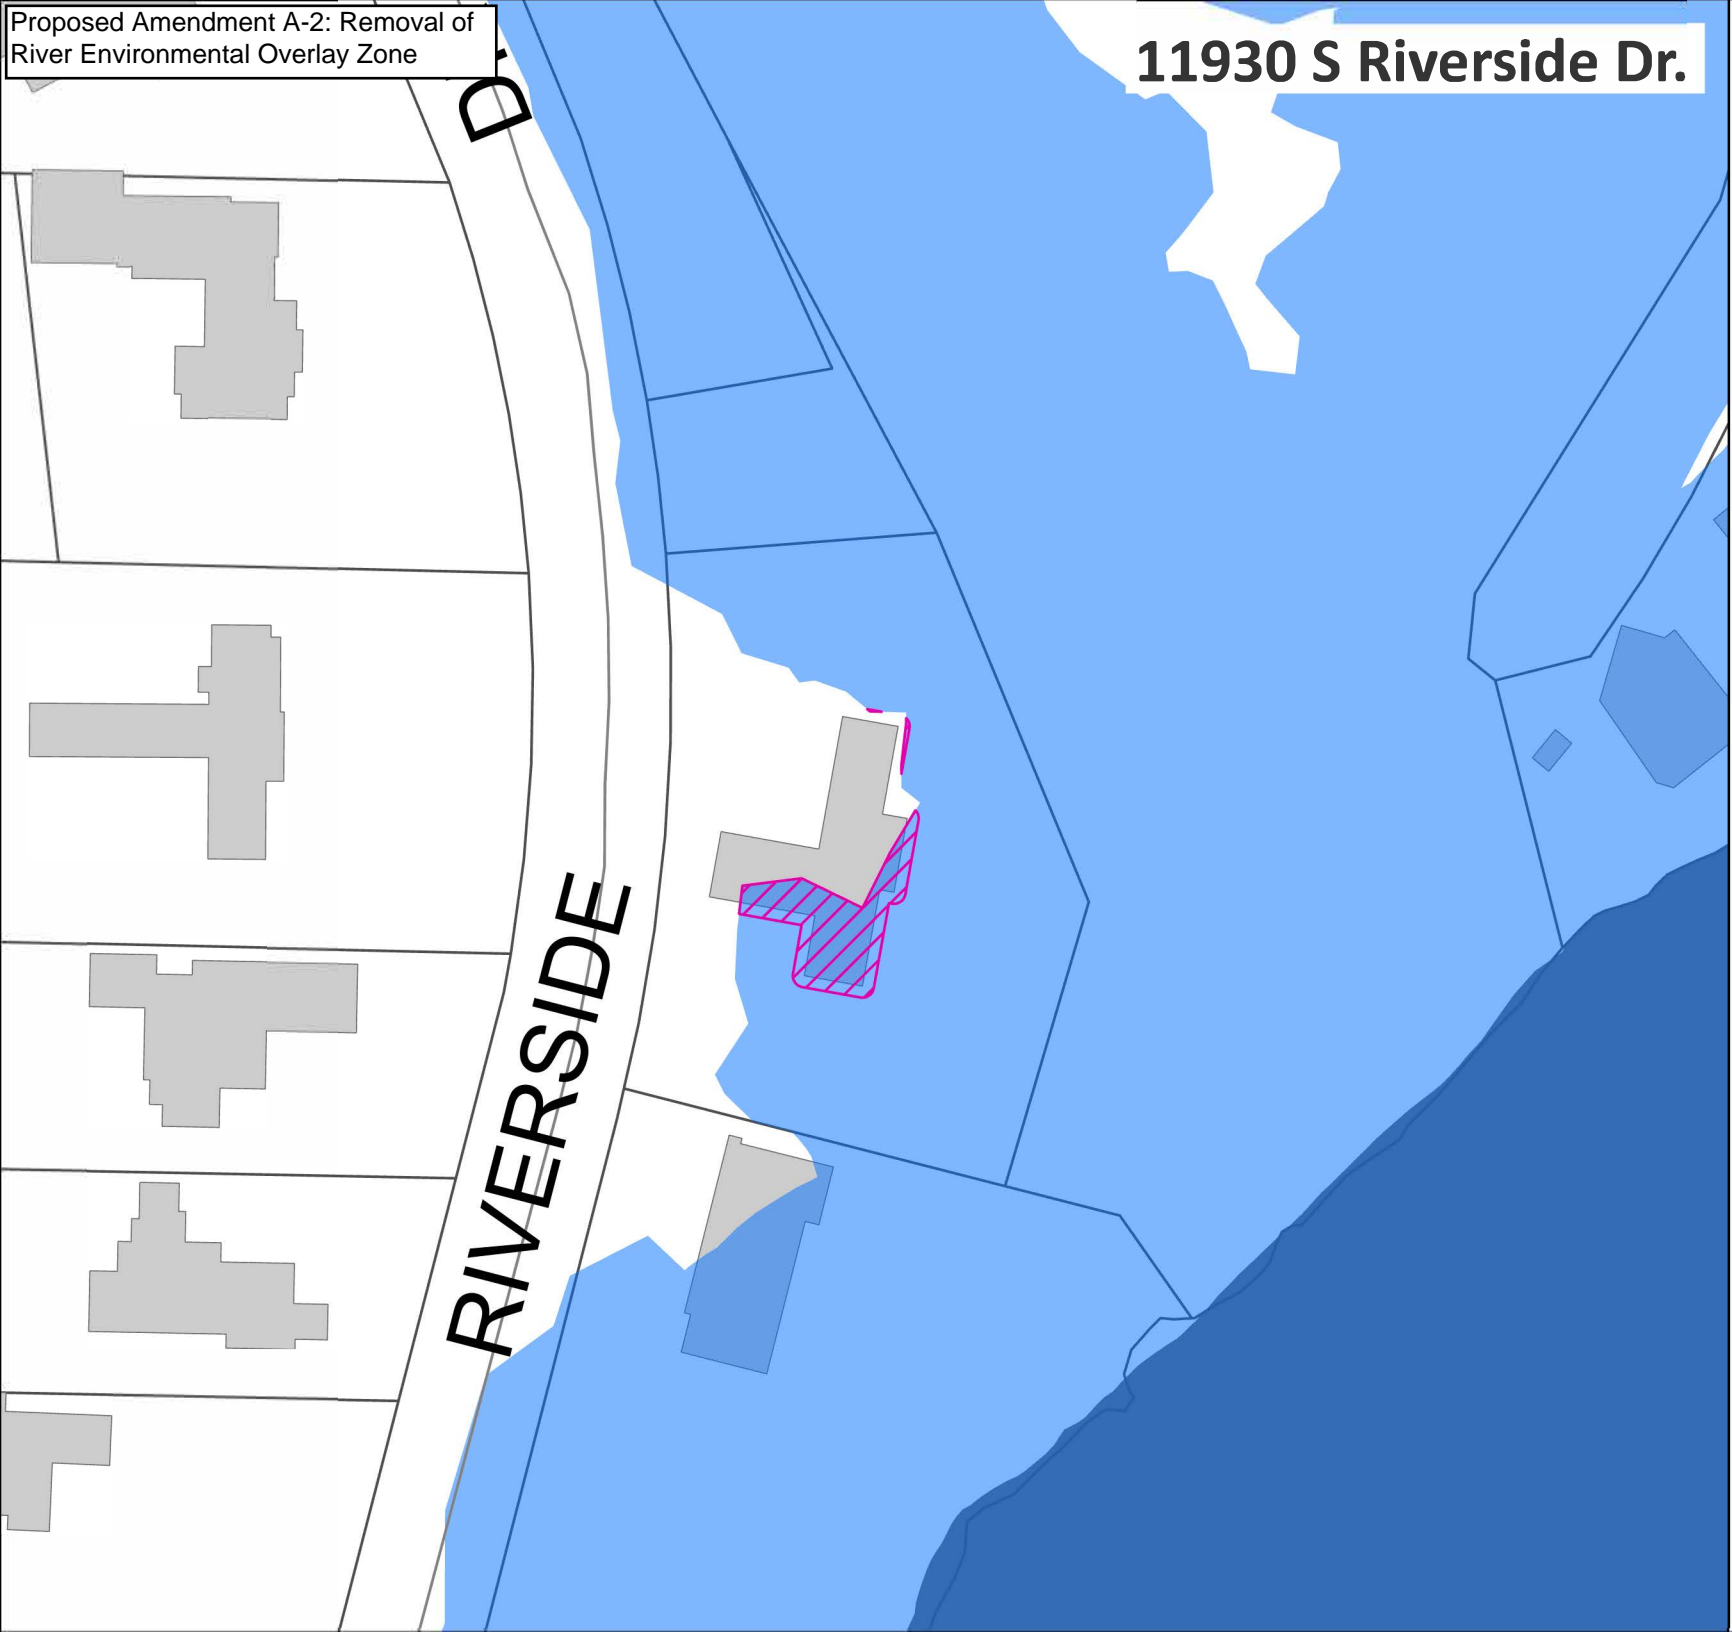 Proposed Amendment A-2: Removal of
River Environmental Overlay Zone
11930 S Riverside Dr.
RIVERSIDE